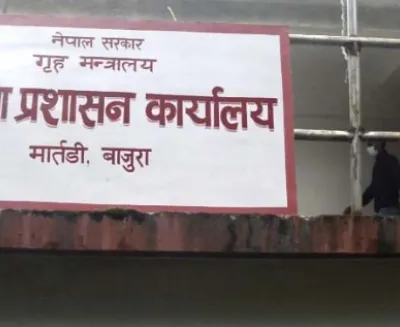 नेपाल सरकार
गृह मन्त्रालय
प्रशासन कार्यालय
मार्तडी, बाजुरा